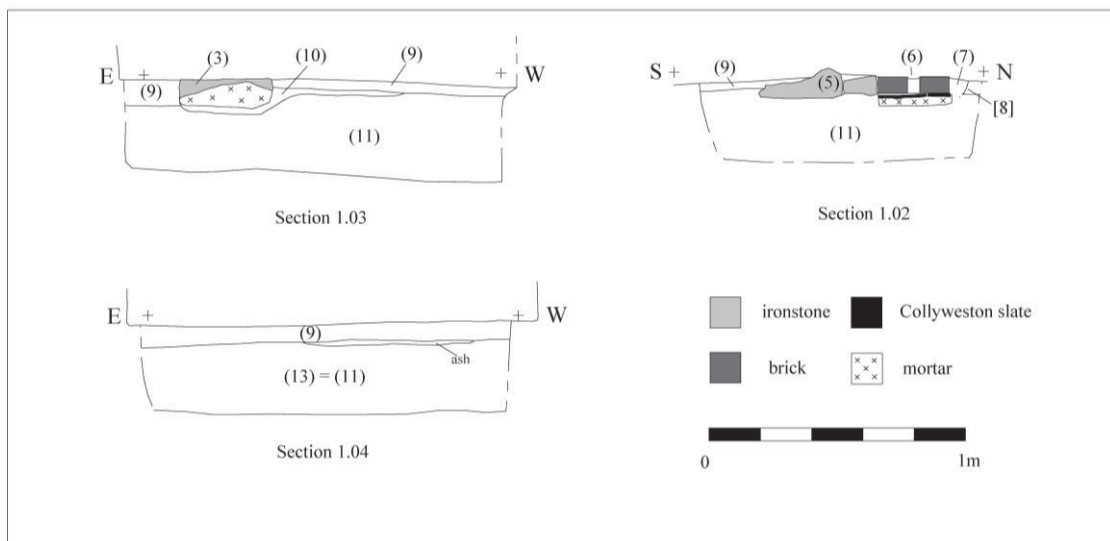 E (3) (10) (9) W
(9)
(11)
Section 1.03
S (9) (5) (6) (7) N
[8]
(11)
Section 1.02
E W
(9)
ash
(13) = (11)
Section 1.04
ironstone
Collyweston slate
brick
mortar
0 1m